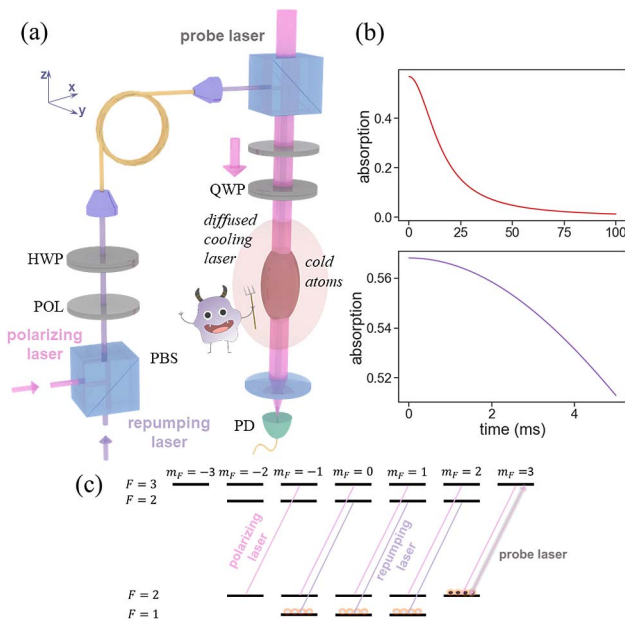 (a)
probe laser
z
x
y
QWP
diffused
cooling
laser
cold
atoms
HWP
POL
polarizing
laser
PBS
repumping
laser
PD
(b)
absorption
0.4
0.2
0.0
0 25 50 75 100
absorption
0.56
0.54
0.52
0 2 4
time (ms)
(c)
m_F = −3 m_F = −2 m_F = −1 m_F = 0 m_F = 1 m_F = 2 m_F = 3
F = 3
F = 2
polarizing
laser
repumping
laser
probe laser
F = 2
F = 1